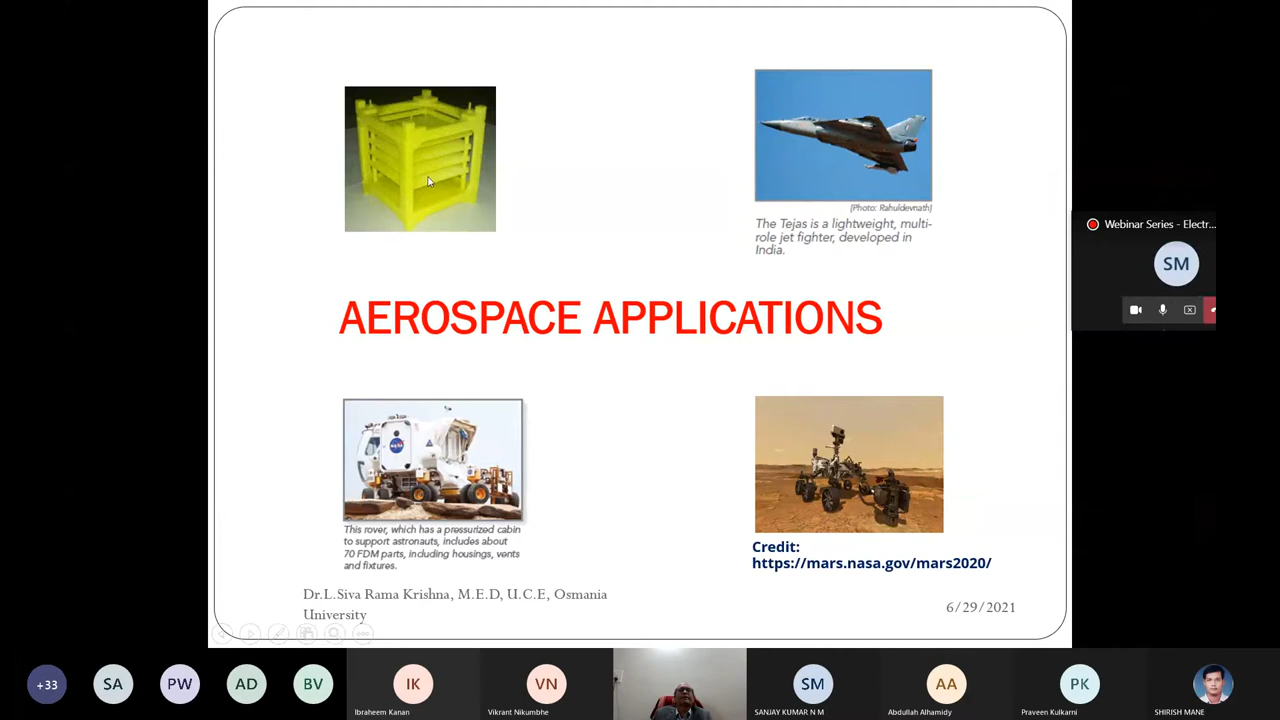 [Photo: Rahuldevnath]
The Tejas is a lightweight, multi-
role jet fighter, developed in
India.
Webinar Series - Electr...
SM
AEROSPACE APPLICATIONS
NASA
This rover, which has a pressurized cabin
to support astronauts, includes about
70 FDM parts, including housings, vents
and fixtures.
Credit:
https://mars.nasa.gov/mars2020/
Dr.L.Siva Rama Krishna, M.E.D, U.C.E, Osmania
University
6/29/2021
+33
SA
PW
AD
BV
IK
Ibraheem Kanan
VN
Vikrant Nikumbhe
SM
SANJAY KUMAR N M
AA
Abdullah Alhamidy
PK
Praveen Kulkarni
SHIRISH MANE